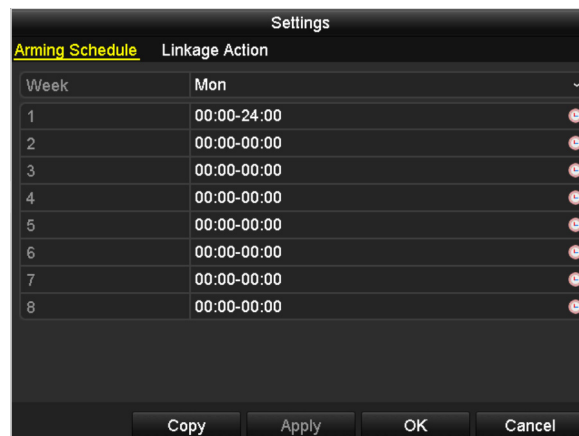 Settings
Arming Schedule Linkage Action
Week Mon
1 00:00-24:00
2 00:00-00:00
3 00:00-00:00
4 00:00-00:00
5 00:00-00:00
6 00:00-00:00
7 00:00-00:00
8 00:00-00:00
Copy Apply OK Cancel